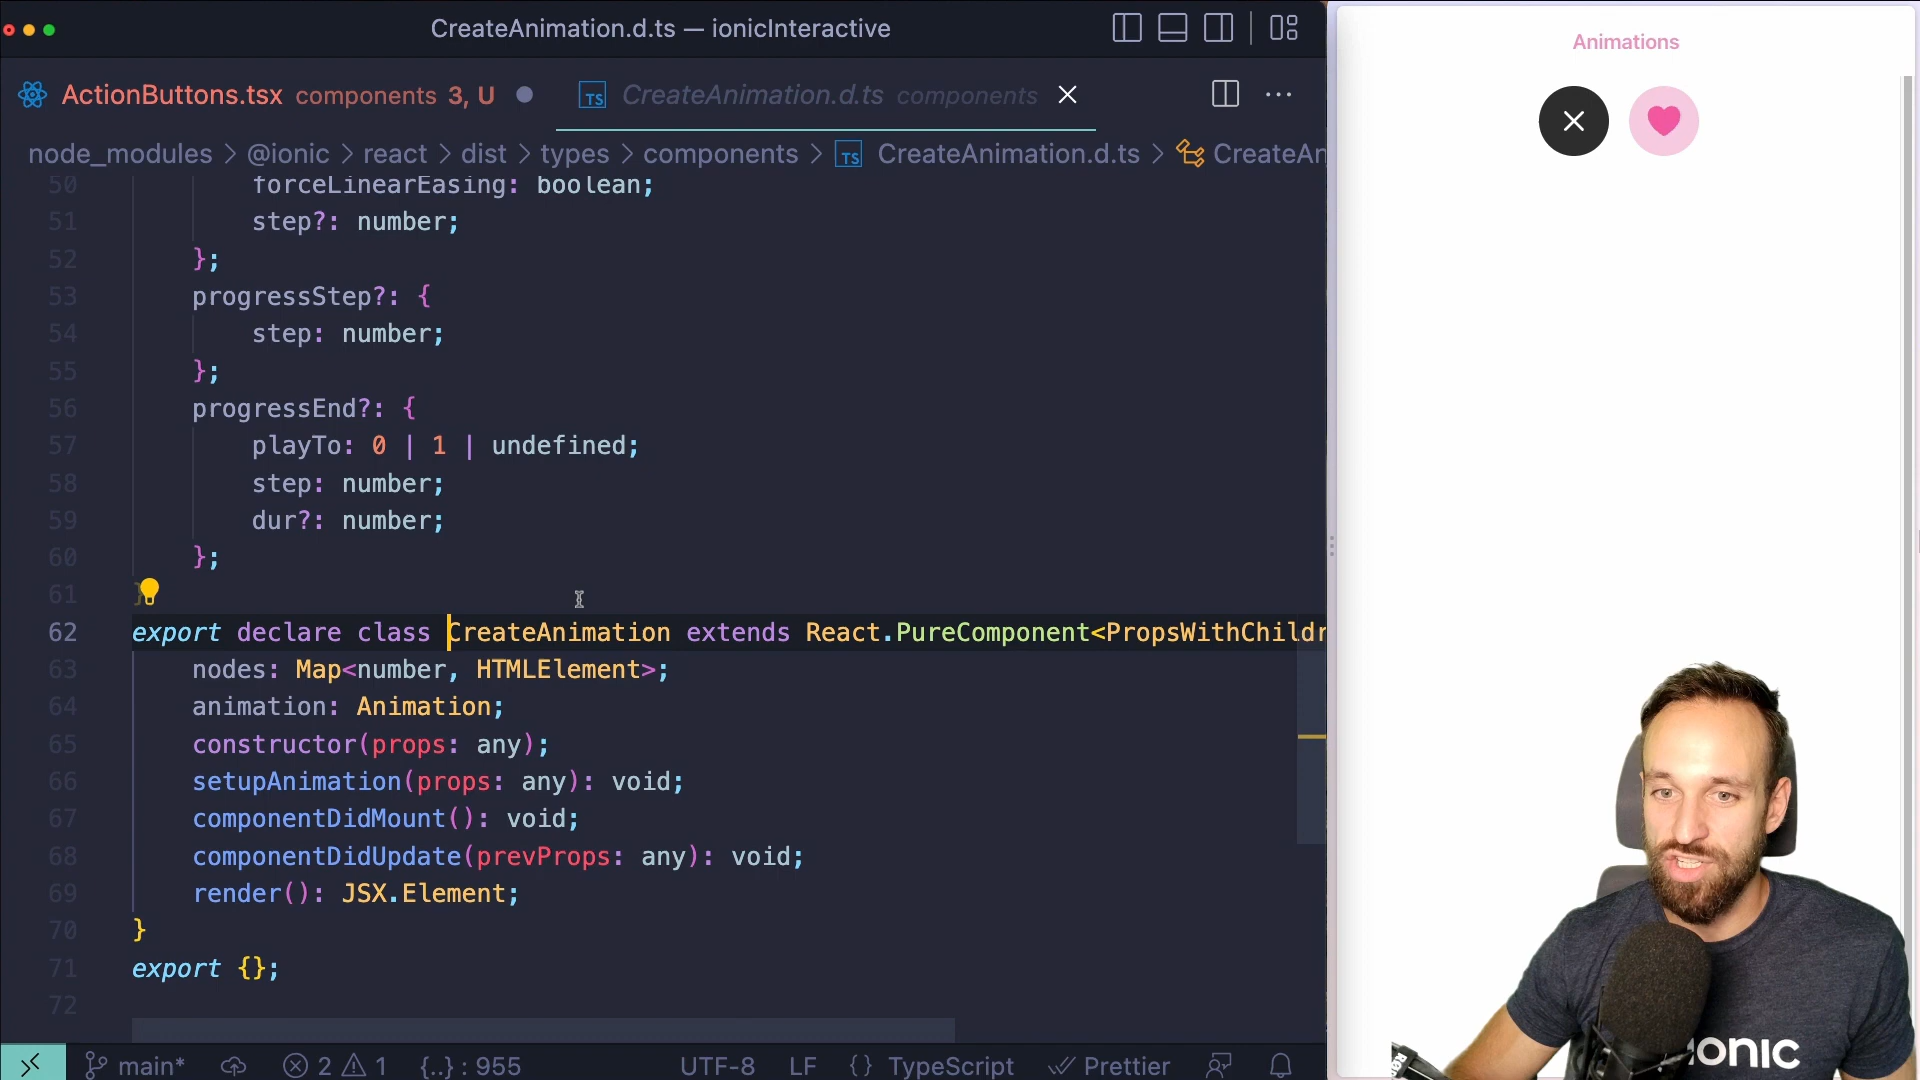 CreateAnimation.d.ts — ionicInteractive
ActionButtons.tsx components 3, U
TS CreateAnimation.d.ts components
node_modules > @ionic > react > dist > types > components > TS CreateAnimation.d.ts > CreateAn
50 forceLinearEasing: boolean;
51 step?: number;
52 };
53 progressStep?: {
54 step: number;
55 };
56 progressEnd?: {
57 playTo: 0 | 1 | undefined;
58 step: number;
59 dur?: number;
60 };
61 }
62 export declare class CreateAnimation extends React.PureComponent<PropsWithChildr
63 nodes: Map<number, HTMLElement>;
64 animation: Animation;
65 constructor(props: any);
66 setupAnimation(props: any): void;
67 componentDidMount(): void;
68 componentDidUpdate(prevProps: any): void;
69 render(): JSX.Element;
70 }
71 export {};
72
main* 2 1 {..} : 955 UTF-8 LF {} TypeScript Prettier
Animations
ionic